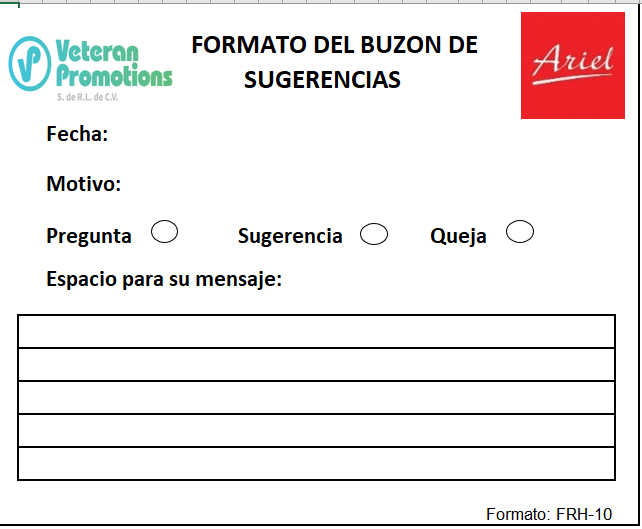 Veteran
Promotions
S. de R.L. de C.V.
FORMATO DEL BUZON DE
SUGERENCIAS
Ariel
Fecha:
Motivo:
Pregunta Sugerencia Queja
Espacio para su mensaje:
Formato: FRH-10